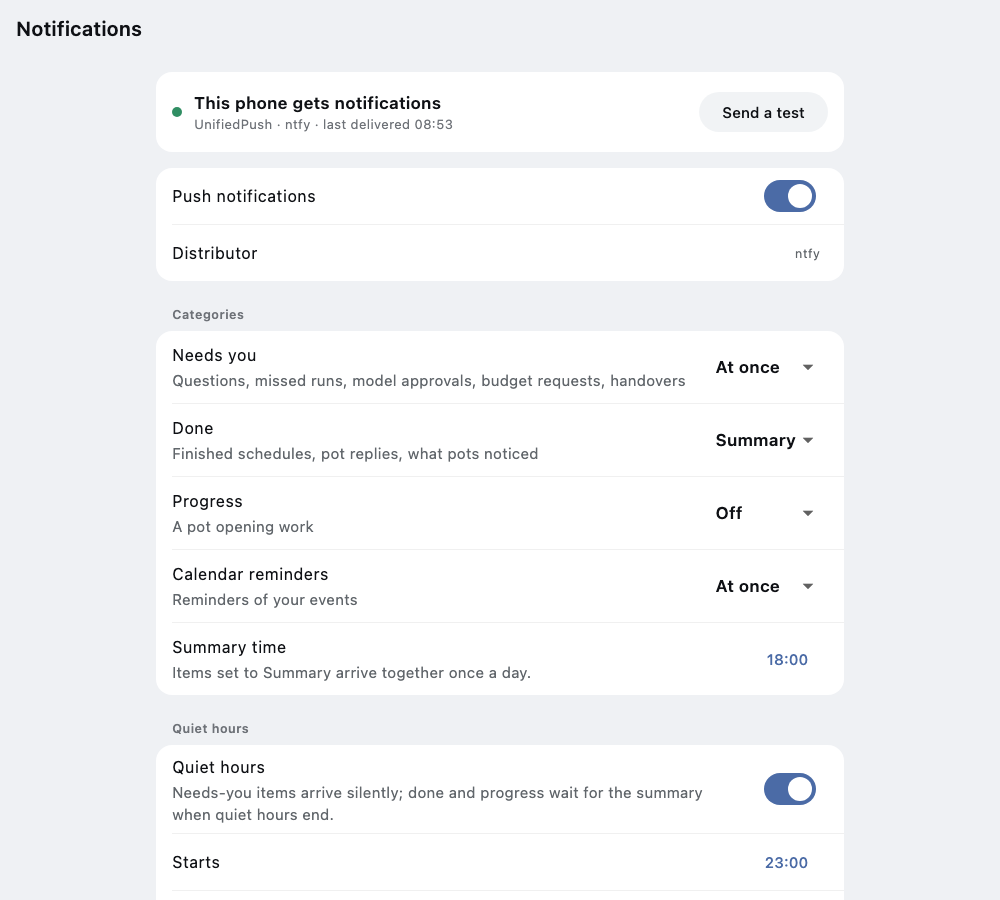 Notifications
This phone gets notifications
UnifiedPush · ntfy · last delivered 08:53
Send a test
Push notifications
Distributor
ntfy
Categories
Needs you
Questions, missed runs, model approvals, budget requests, handovers
At once
Done
Finished schedules, pot replies, what pots noticed
Summary
Progress
A pot opening work
Off
Calendar reminders
Reminders of your events
At once
Summary time
Items set to Summary arrive together once a day.
18:00
Quiet hours
Quiet hours
Needs-you items arrive silently; done and progress wait for the summary
when quiet hours end.
Starts
23:00